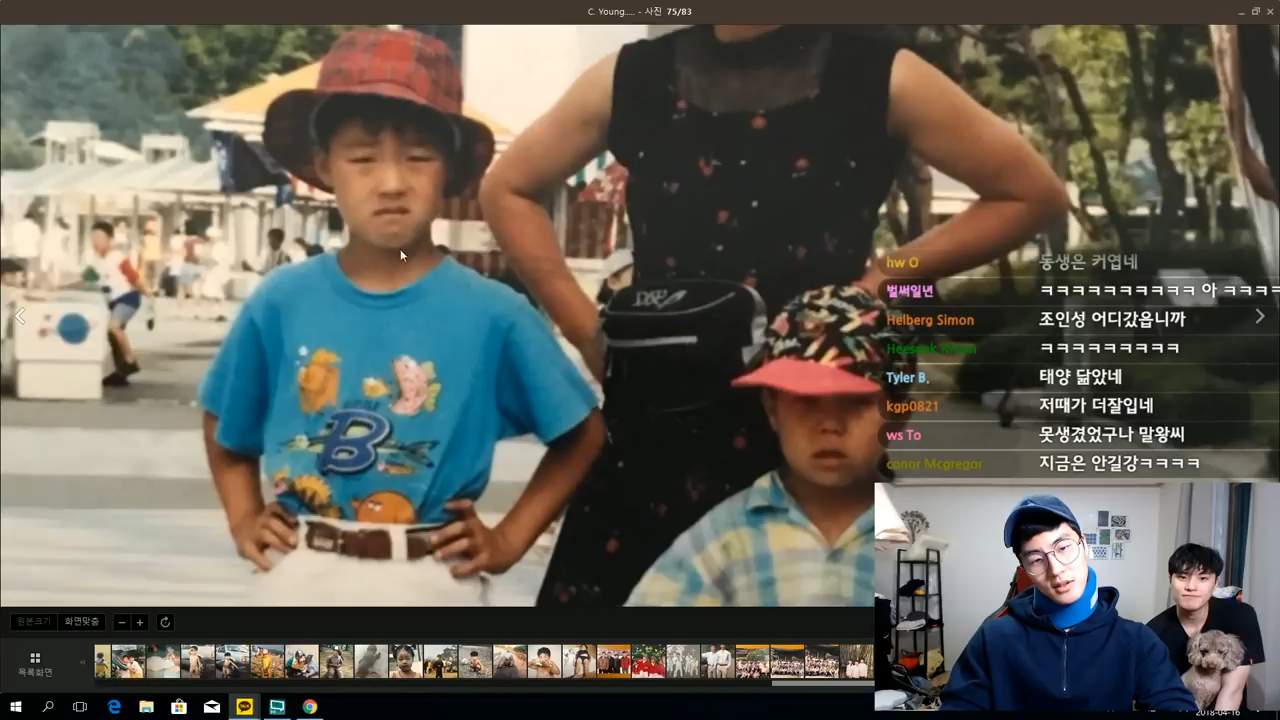 C. Young.... - 사진 75/83
hw O 동생은 커엽네
벌써일년 ㅋㅋㅋㅋㅋㅋㅋㅋㅋㅋ 아 ㅋㅋㅋㅋ
Helberg Simon 조인성 어디갔읍니까
ㅋㅋㅋㅋㅋㅋㅋㅋㅋ
Tyler B. 태양 닮았네
kgp0821 저때가 더잘입네
ws To 못생겼었구나 말왕씨
conor Mcgregor 지금은 안길강ㅋㅋㅋㅋ
B
원본크기 화면맞춤
목록화면
TALK
2018-04-16